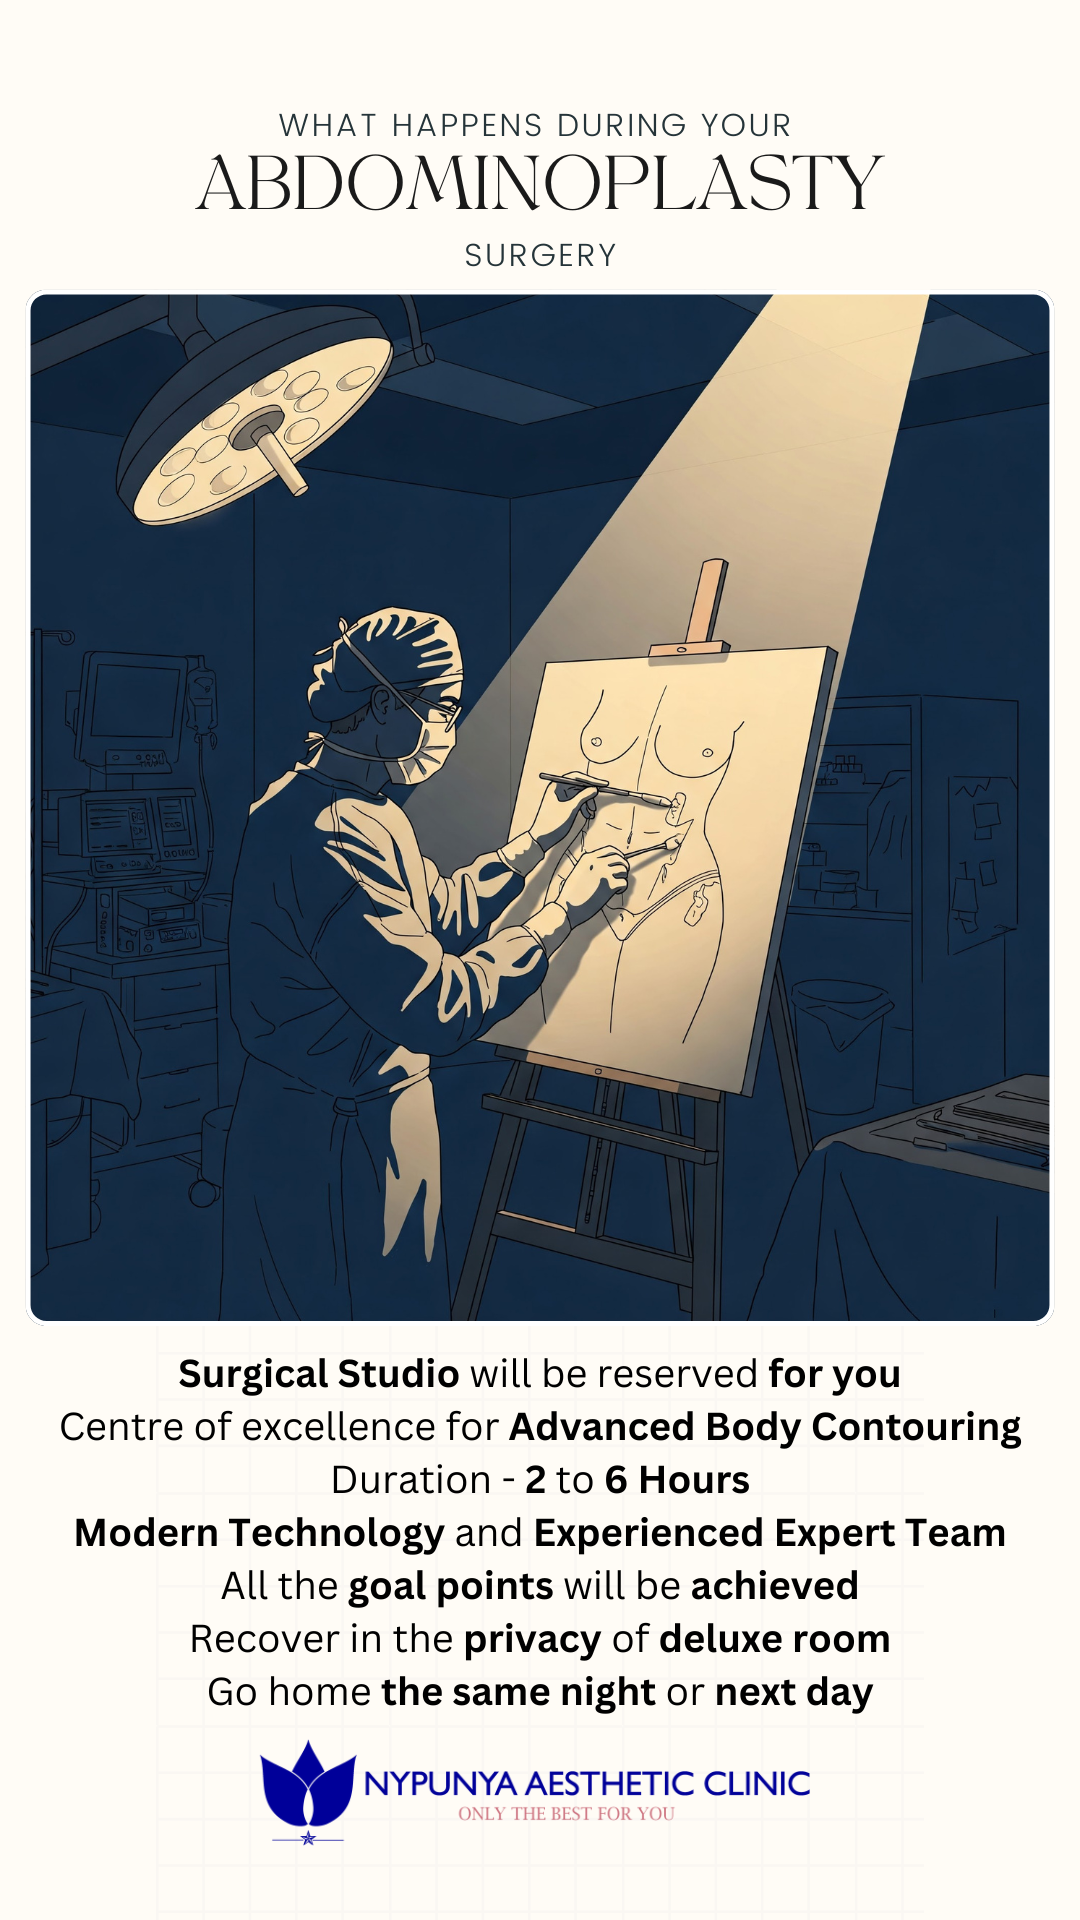 WHAT HAPPENS DURING YOUR
ABDOMINOPLASTY
SURGERY
Surgical Studio will be reserved for you
Centre of excellence for Advanced Body Contouring
Duration - 2 to 6 Hours
Modern Technology and Experienced Expert Team
All the goal points will be achieved
Recover in the privacy of deluxe room
Go home the same night or next day
NYPUNYA AESTHETIC CLINIC
ONLY THE BEST FOR YOU